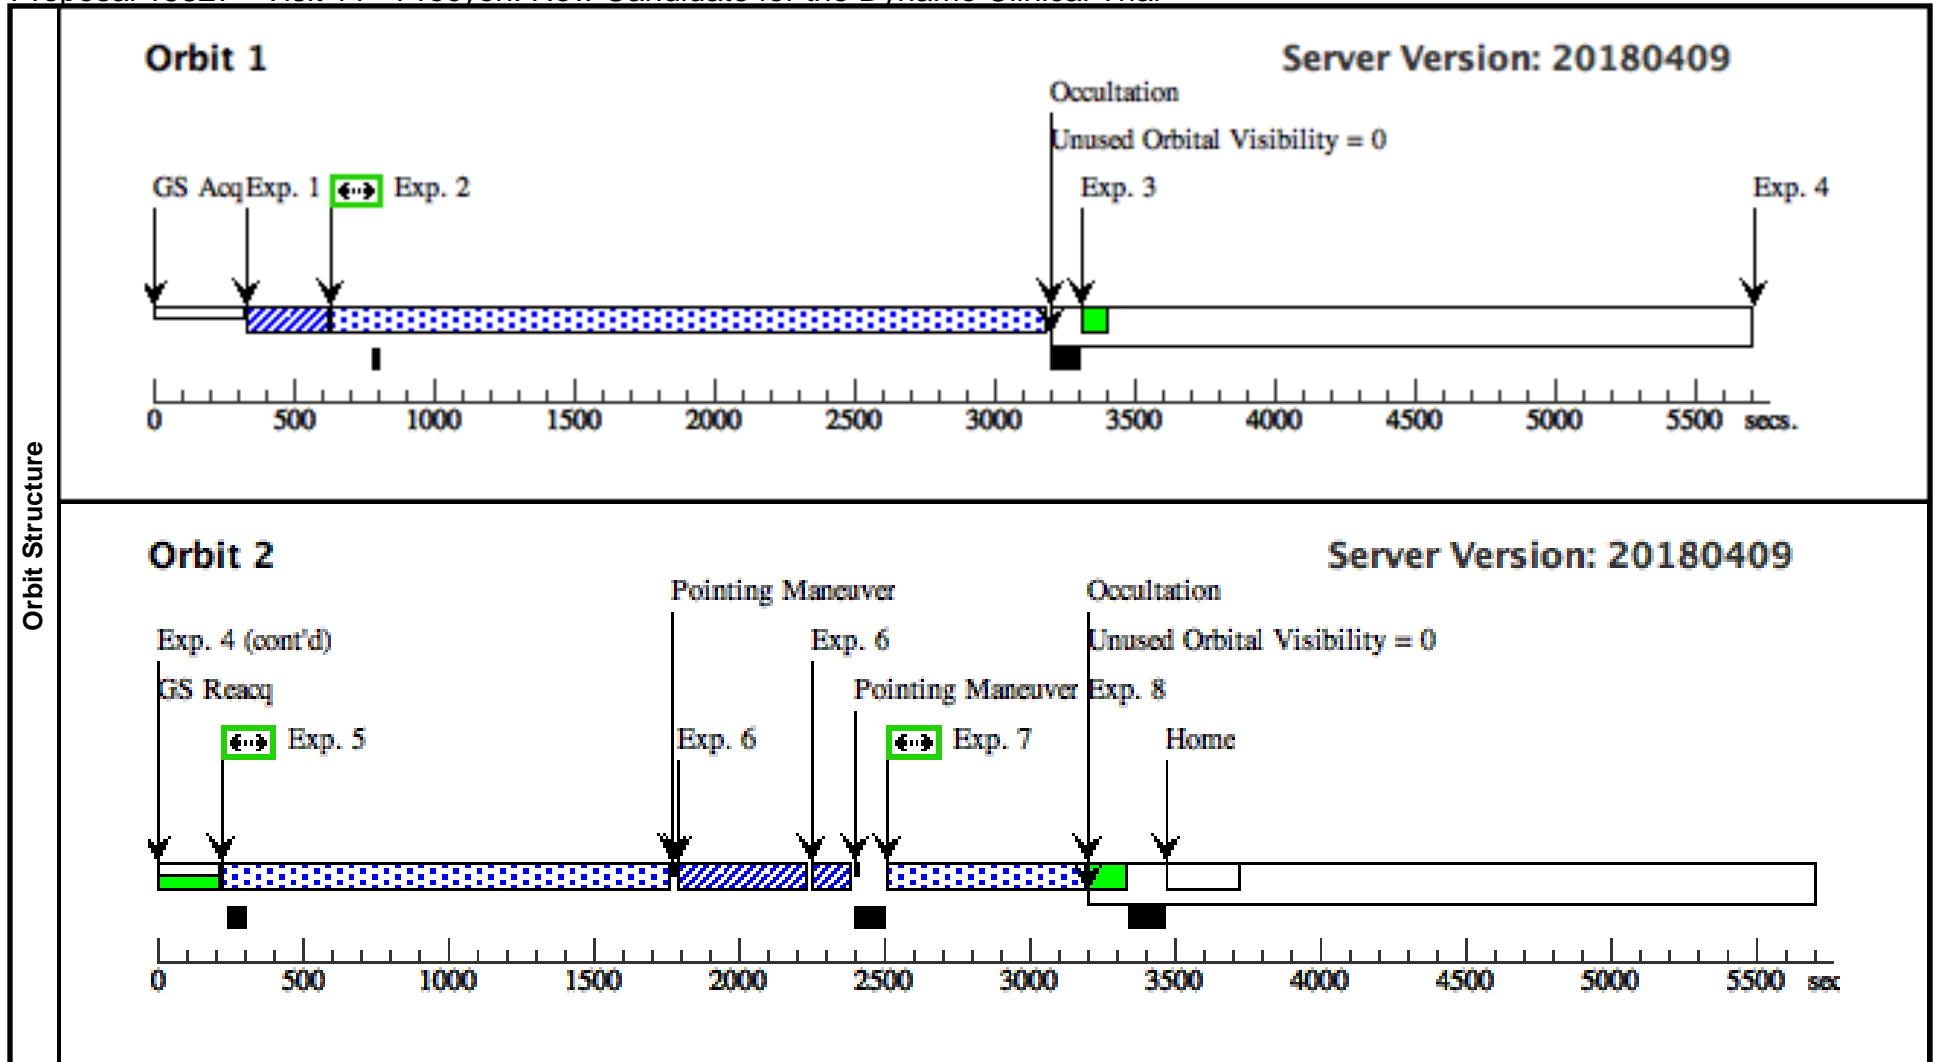 Orbit 1
Server Version: 20180409
Occultation
Unused Orbital Visibility = 0
GS Acq Exp. 1 Exp. 2 Exp. 3 Exp. 4
0 500 1000 1500 2000 2500 3000 3500 4000 4500 5000 5500 secs.
Orbit Structure
Orbit 2
Server Version: 20180409
Pointing Maneuver Occultation
Exp. 4 (cont'd) Exp. 6 Unused Orbital Visibility = 0
GS Reacq Pointing Maneuver Exp. 8
Exp. 5 Exp. 6 Exp. 7 Home
0 500 1000 1500 2000 2500 3000 3500 4000 4500 5000 5500 sec